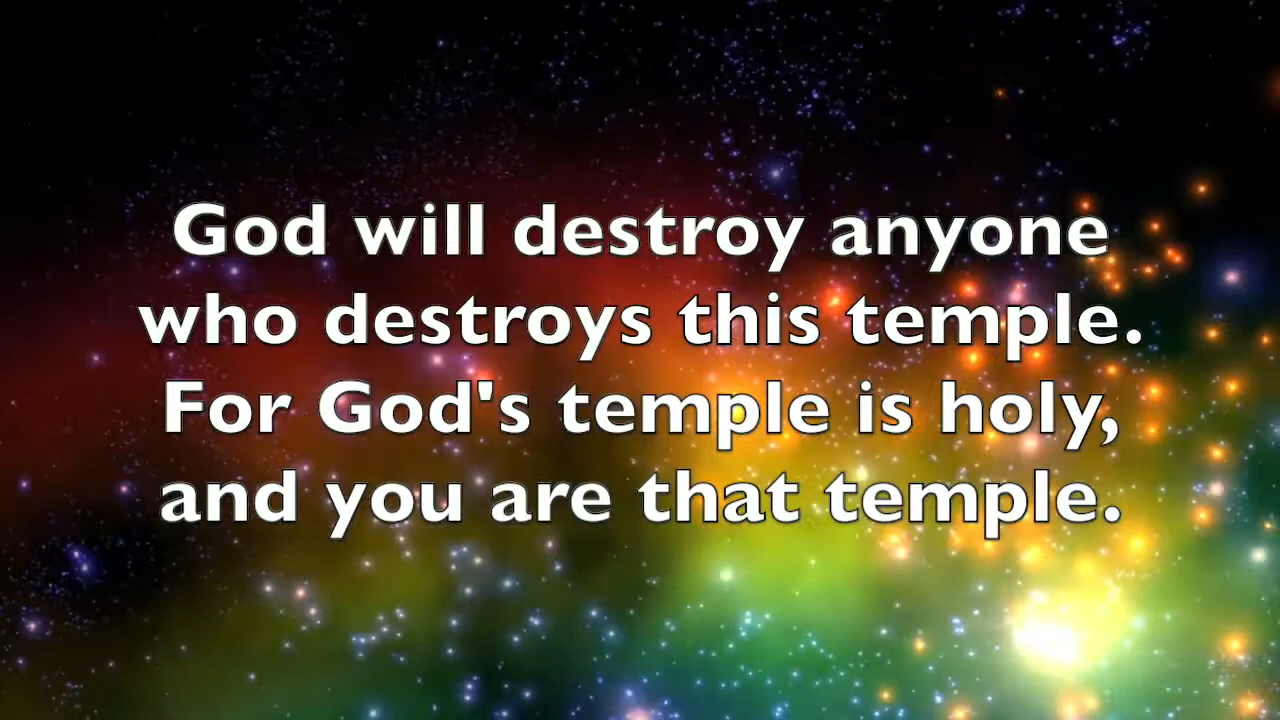 God will destroy anyone
who destroys this temple.
For God's temple is holy,
and you are that temple.